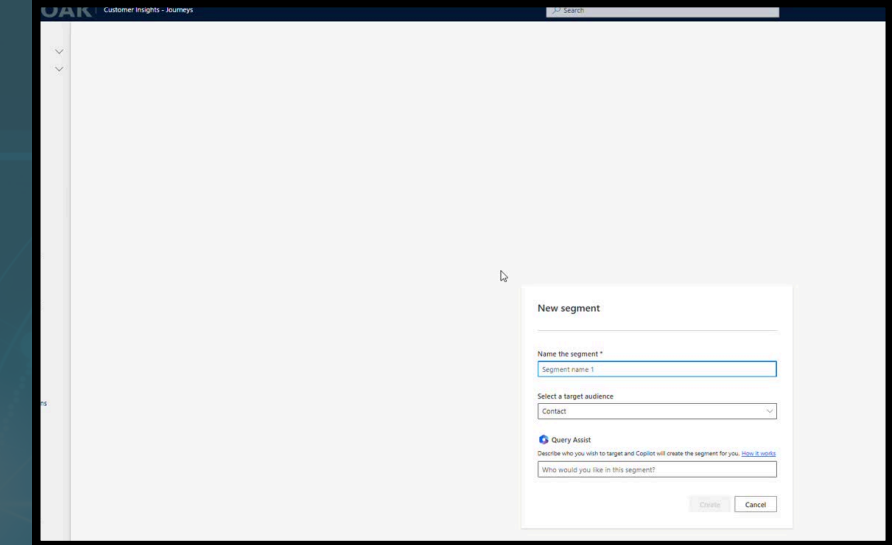 Customer Insights - Journeys
Search
New segment
Name the segment *
Segment name 1
Select a target audience
Contact
Query Assist
Describe who you wish to target and Copilot will create the segment for you. How it works
Who would you like in this segment?
Create
Cancel